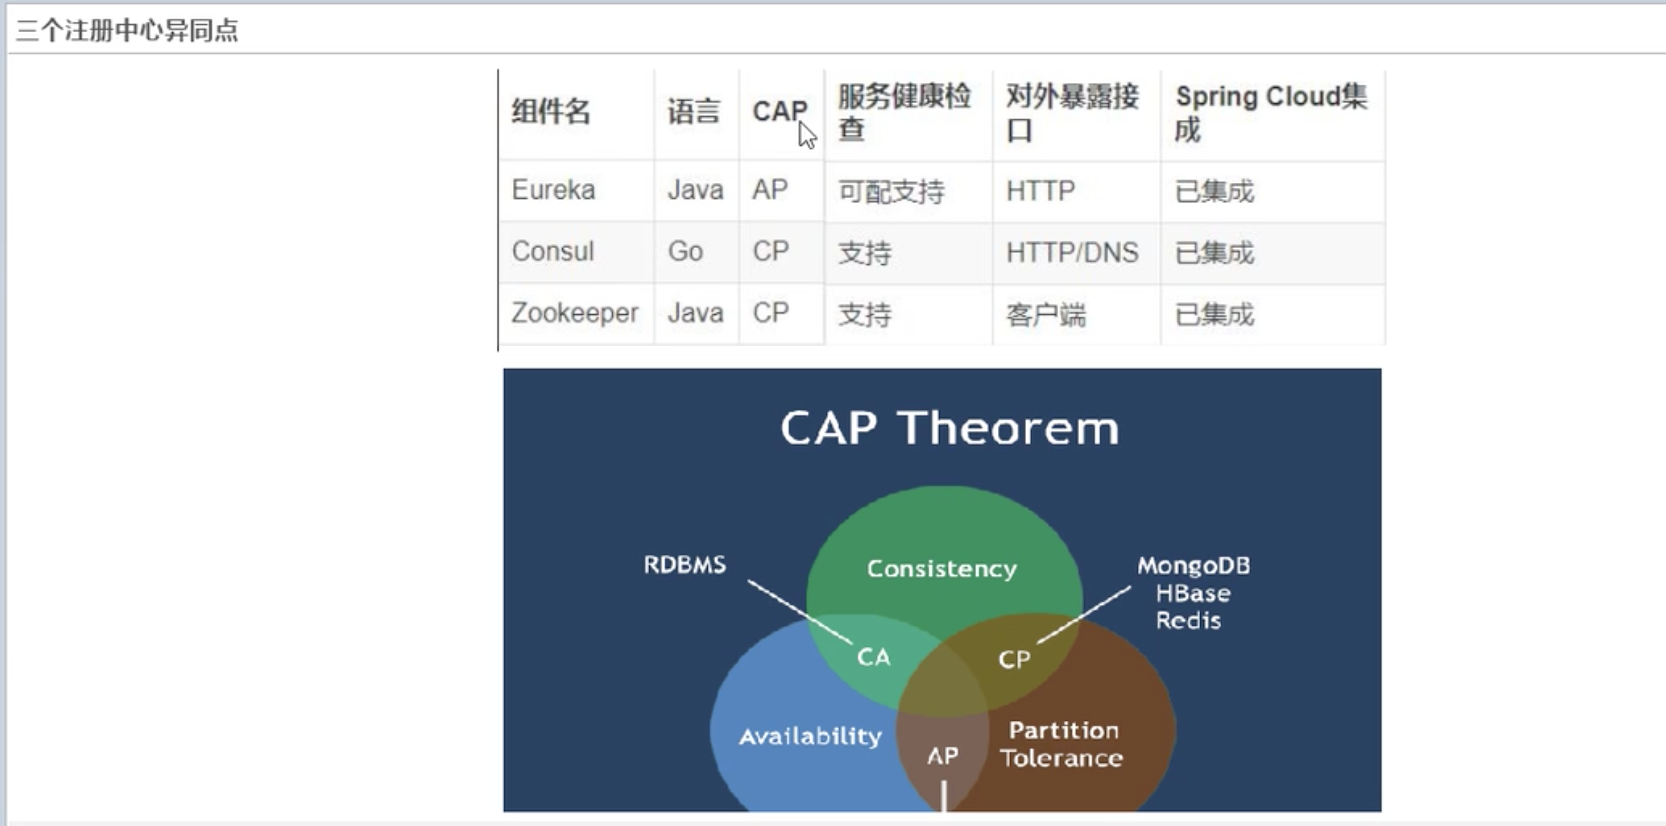 三个注册中心异同点
组件名 语言 CAP 服务健康检查 对外暴露接口 Spring Cloud集成
Eureka Java AP 可配支持 HTTP 已集成
Consul Go CP 支持 HTTP/DNS 已集成
Zookeeper Java CP 支持 客户端 已集成
CAP Theorem
RDBMS
Consistency
MongoDB
HBase
Redis
CA
CP
Availability
AP
Partition
Tolerance